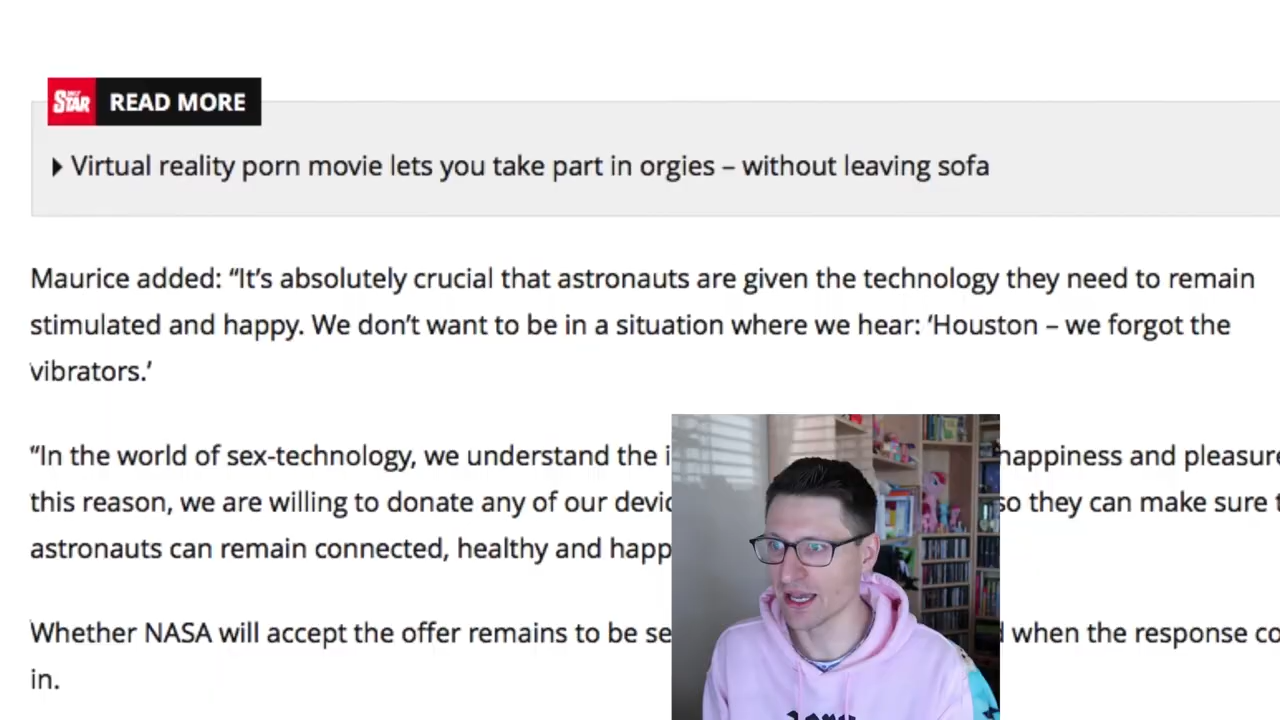 DAILY STAR READ MORE
Virtual reality porn movie lets you take part in orgies – without leaving sofa
Maurice added: “It’s absolutely crucial that astronauts are given the technology they need to remain
stimulated and happy. We don’t want to be in a situation where we hear: ‘Houston – we forgot the
vibrators.’
“In the world of sex-technology, we understand the happiness and pleasure
this reason, we are willing to donate any of our so they can make sure
astronauts can remain connected, healthy and
Whether NASA will accept the offer remains to be when the response
in.